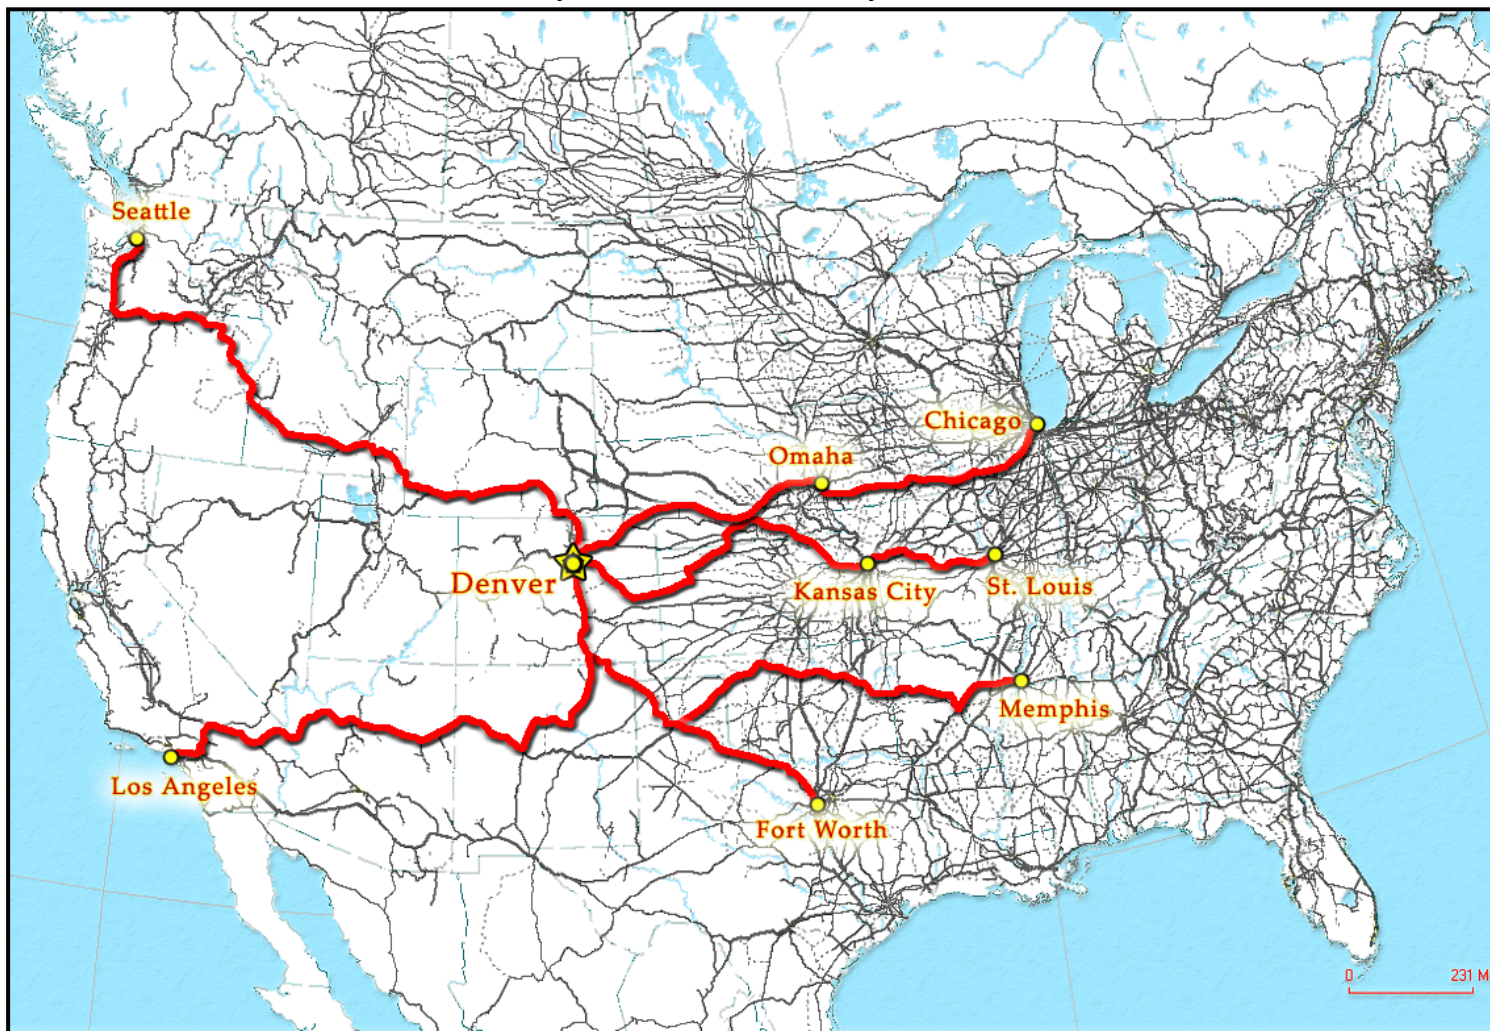 Seattle
Chicago
Omaha
Denver
Kansas City
St. Louis
Memphis
Los Angeles
Fort Worth
0 231 M